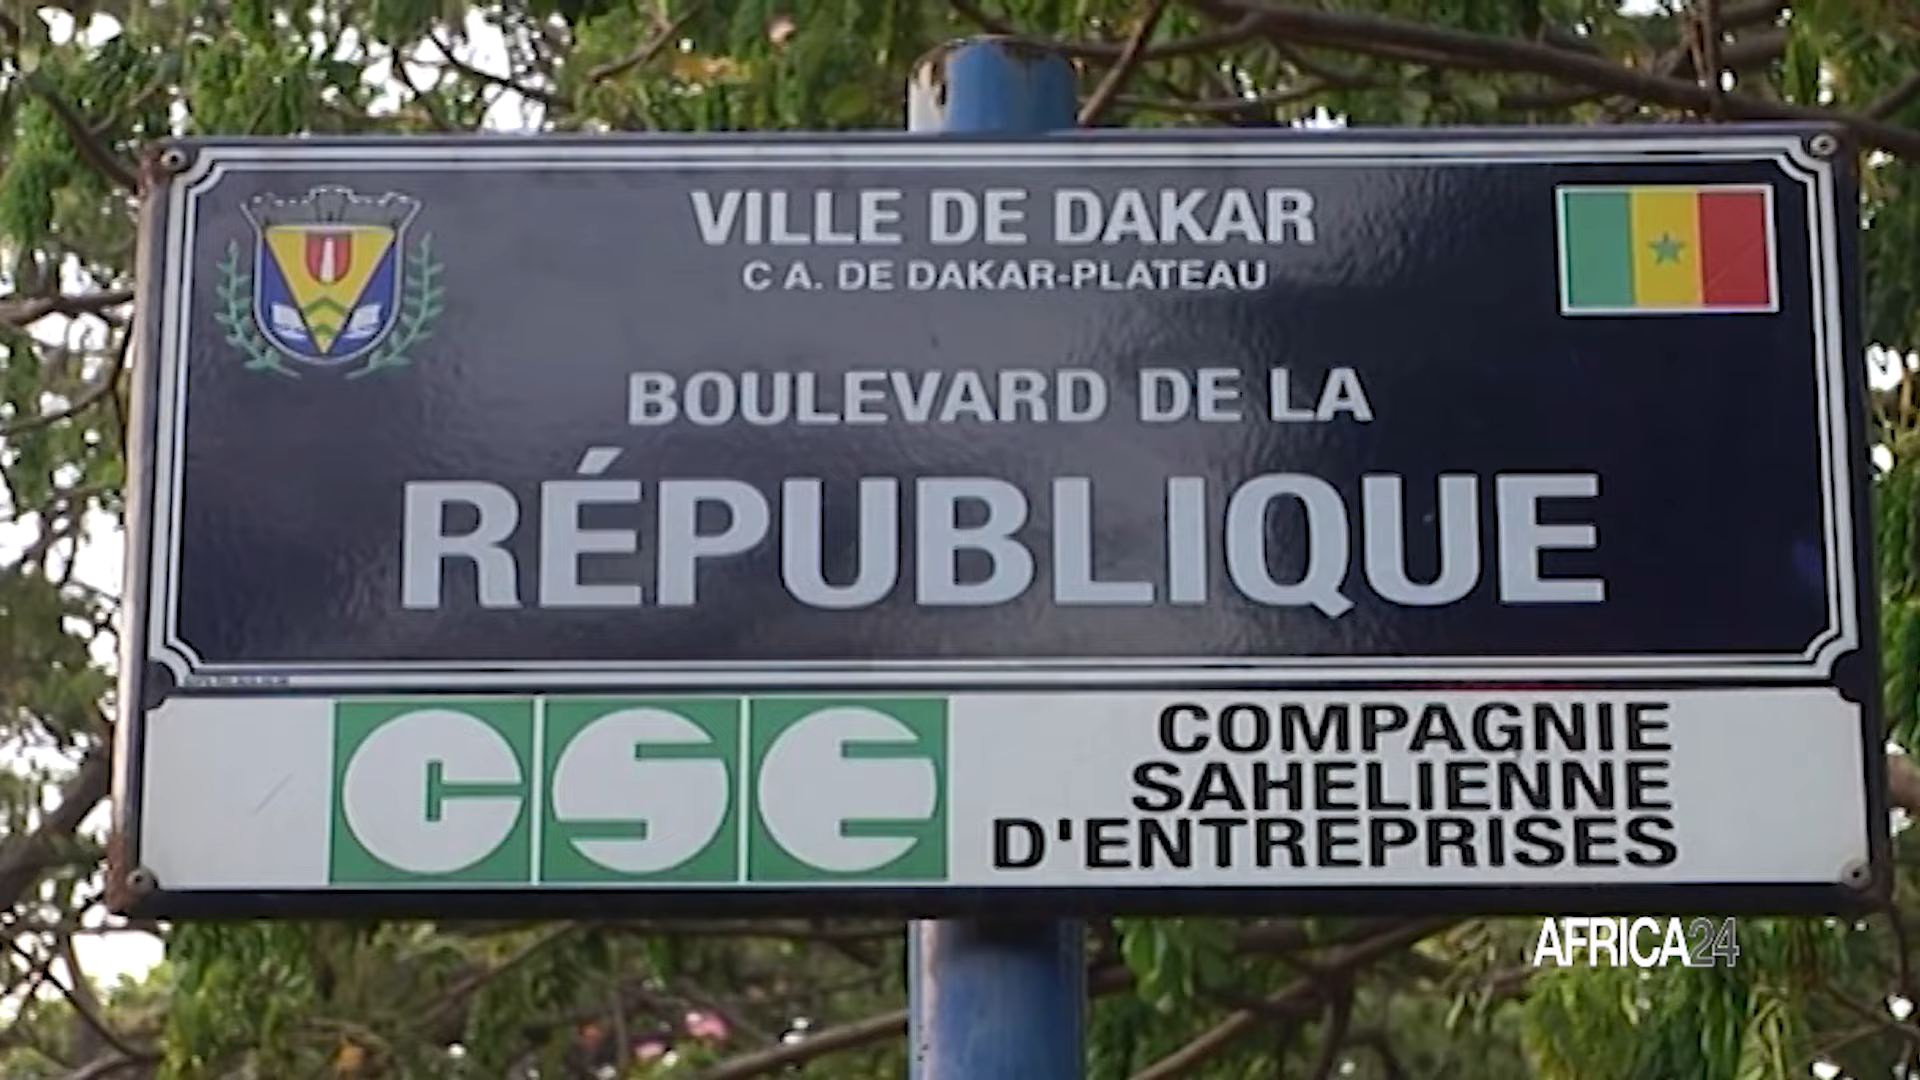 VILLE DE DAKAR
C A. DE DAKAR-PLATEAU
BOULEVARD DE LA
RÉPUBLIQUE
CSE
COMPAGNIE
SAHELIENNE
D'ENTREPRISES
AFRICA24